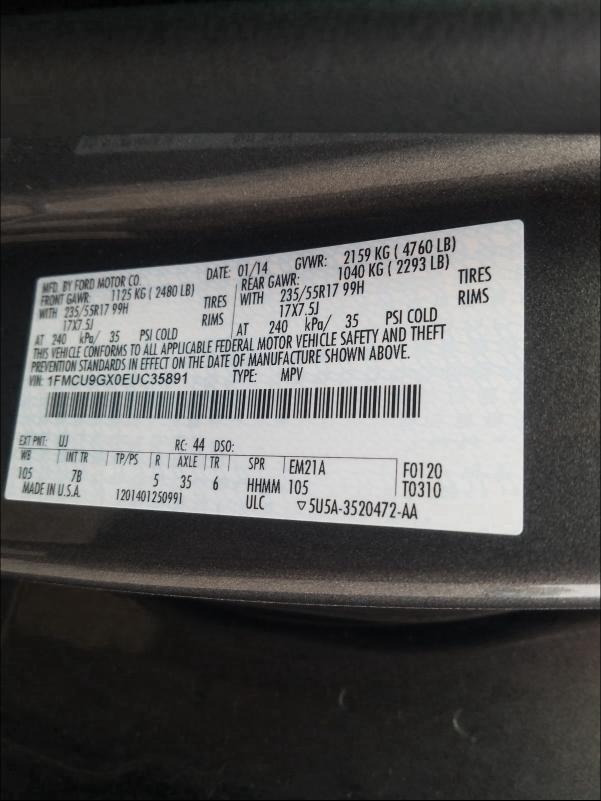 MFD. BY FORD MOTOR CO. DATE: 01/14 GVWR: 2159 KG ( 4760 LB)
FRONT GAWR: 1125 KG ( 2480 LB) REAR GAWR: 1040 KG ( 2293 LB)
WITH 235/55R17 99H TIRES WITH 235/55R17 99H TIRES
17X7.5J RIMS 17X7.5J RIMS
AT 240 kPa/ 35 PSI COLD AT 240 kPa/ 35 PSI COLD
THIS VEHICLE CONFORMS TO ALL APPLICABLE FEDERAL MOTOR VEHICLE SAFETY AND THEFT
PREVENTION STANDARDS IN EFFECT ON THE DATE OF MANUFACTURE SHOWN ABOVE.
VIN: 1FMCU9GX0EUC35891 TYPE: MPV
EXT PNT: UJ RC: 44 DSO:
WB INT TR TP/PS R AXLE TR SPR EM21A F0120
105 7B 5 35 6 HHMM 105 T0310
MADE IN U.S.A. 1201401250991 ULC ▽5U5A-3520472-AA